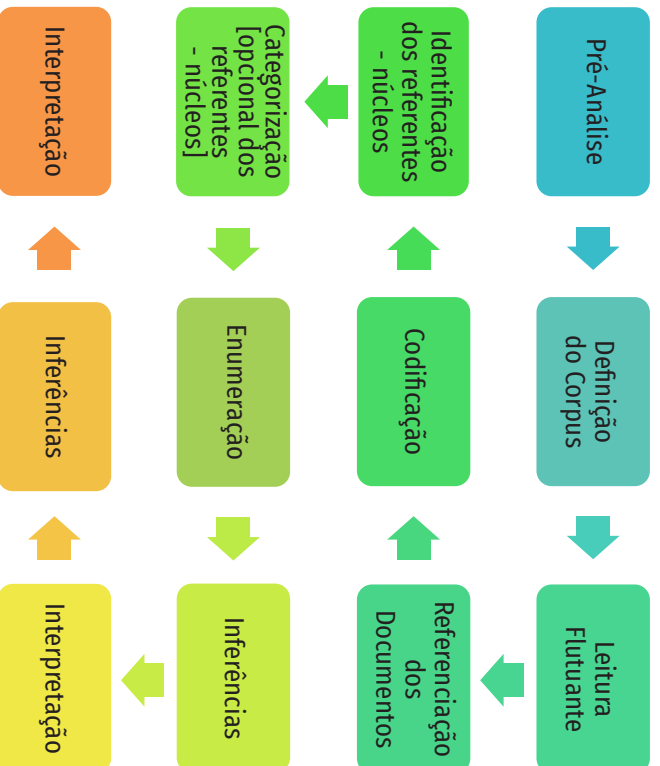 Pré-Análise
Definição
do Corpus
Leitura
Flutuante
Referenciação
dos
Documentos
Codificação
Identificação
dos referentes
- núcleos
Categorização
[opcional dos
referentes
- núcleos]
Enumeração
Inferências
Interpretação
Inferências
Interpretação